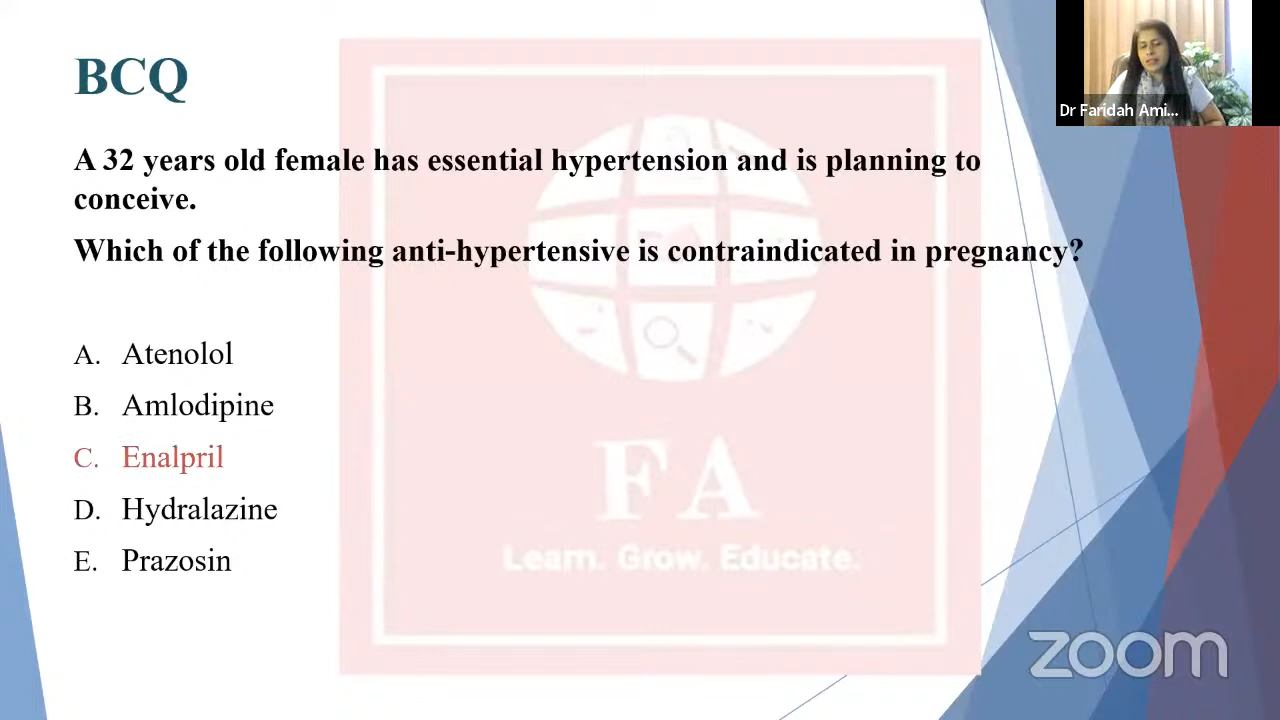 BCQ
Dr Faridah Ami...
A 32 years old female has essential hypertension and is planning to
conceive.
Which of the following anti-hypertensive is contraindicated in pregnancy?
A. Atenolol
B. Amlodipine
C. Enalpril
D. Hydralazine
E. Prazosin
F A
Learn. Grow. Educate.
zoom